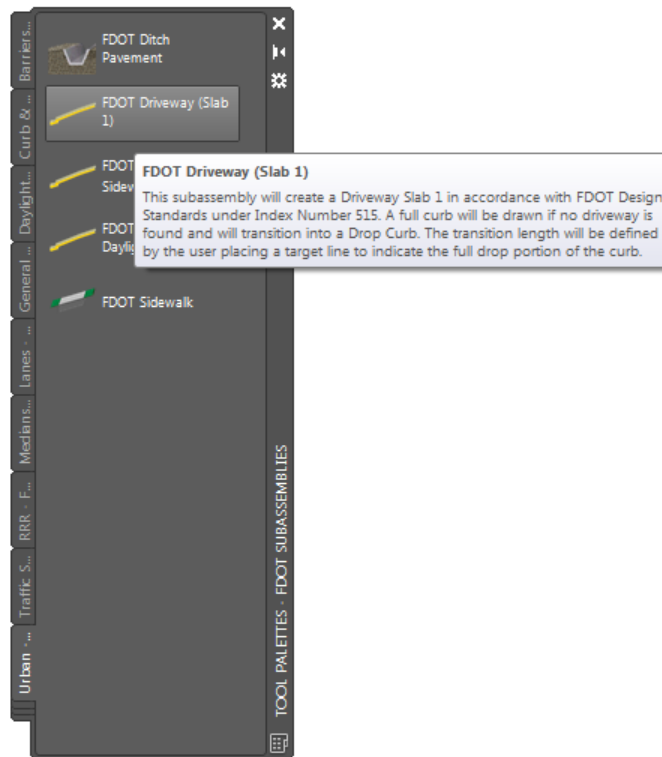 Barriers...
Curb & ...
Daylight...
General ...
Lanes - ...
Medians...
RRR - F...
Traffic S...
Urban -...
FDOT Ditch
Pavement
FDOT Driveway (Slab
1)
FDOT
Sidew
FDOT
Daylig
FDOT Sidewalk
FDOT Driveway (Slab 1)
This subassembly will create a Driveway Slab 1 in accordance with FDOT Design
Standards under Index Number 515. A full curb will be drawn if no driveway is
found and will transition into a Drop Curb. The transition length will be defined
by the user placing a target line to indicate the full drop portion of the curb.
TOOL PALETTES - FDOT SUBASSEMBLIES